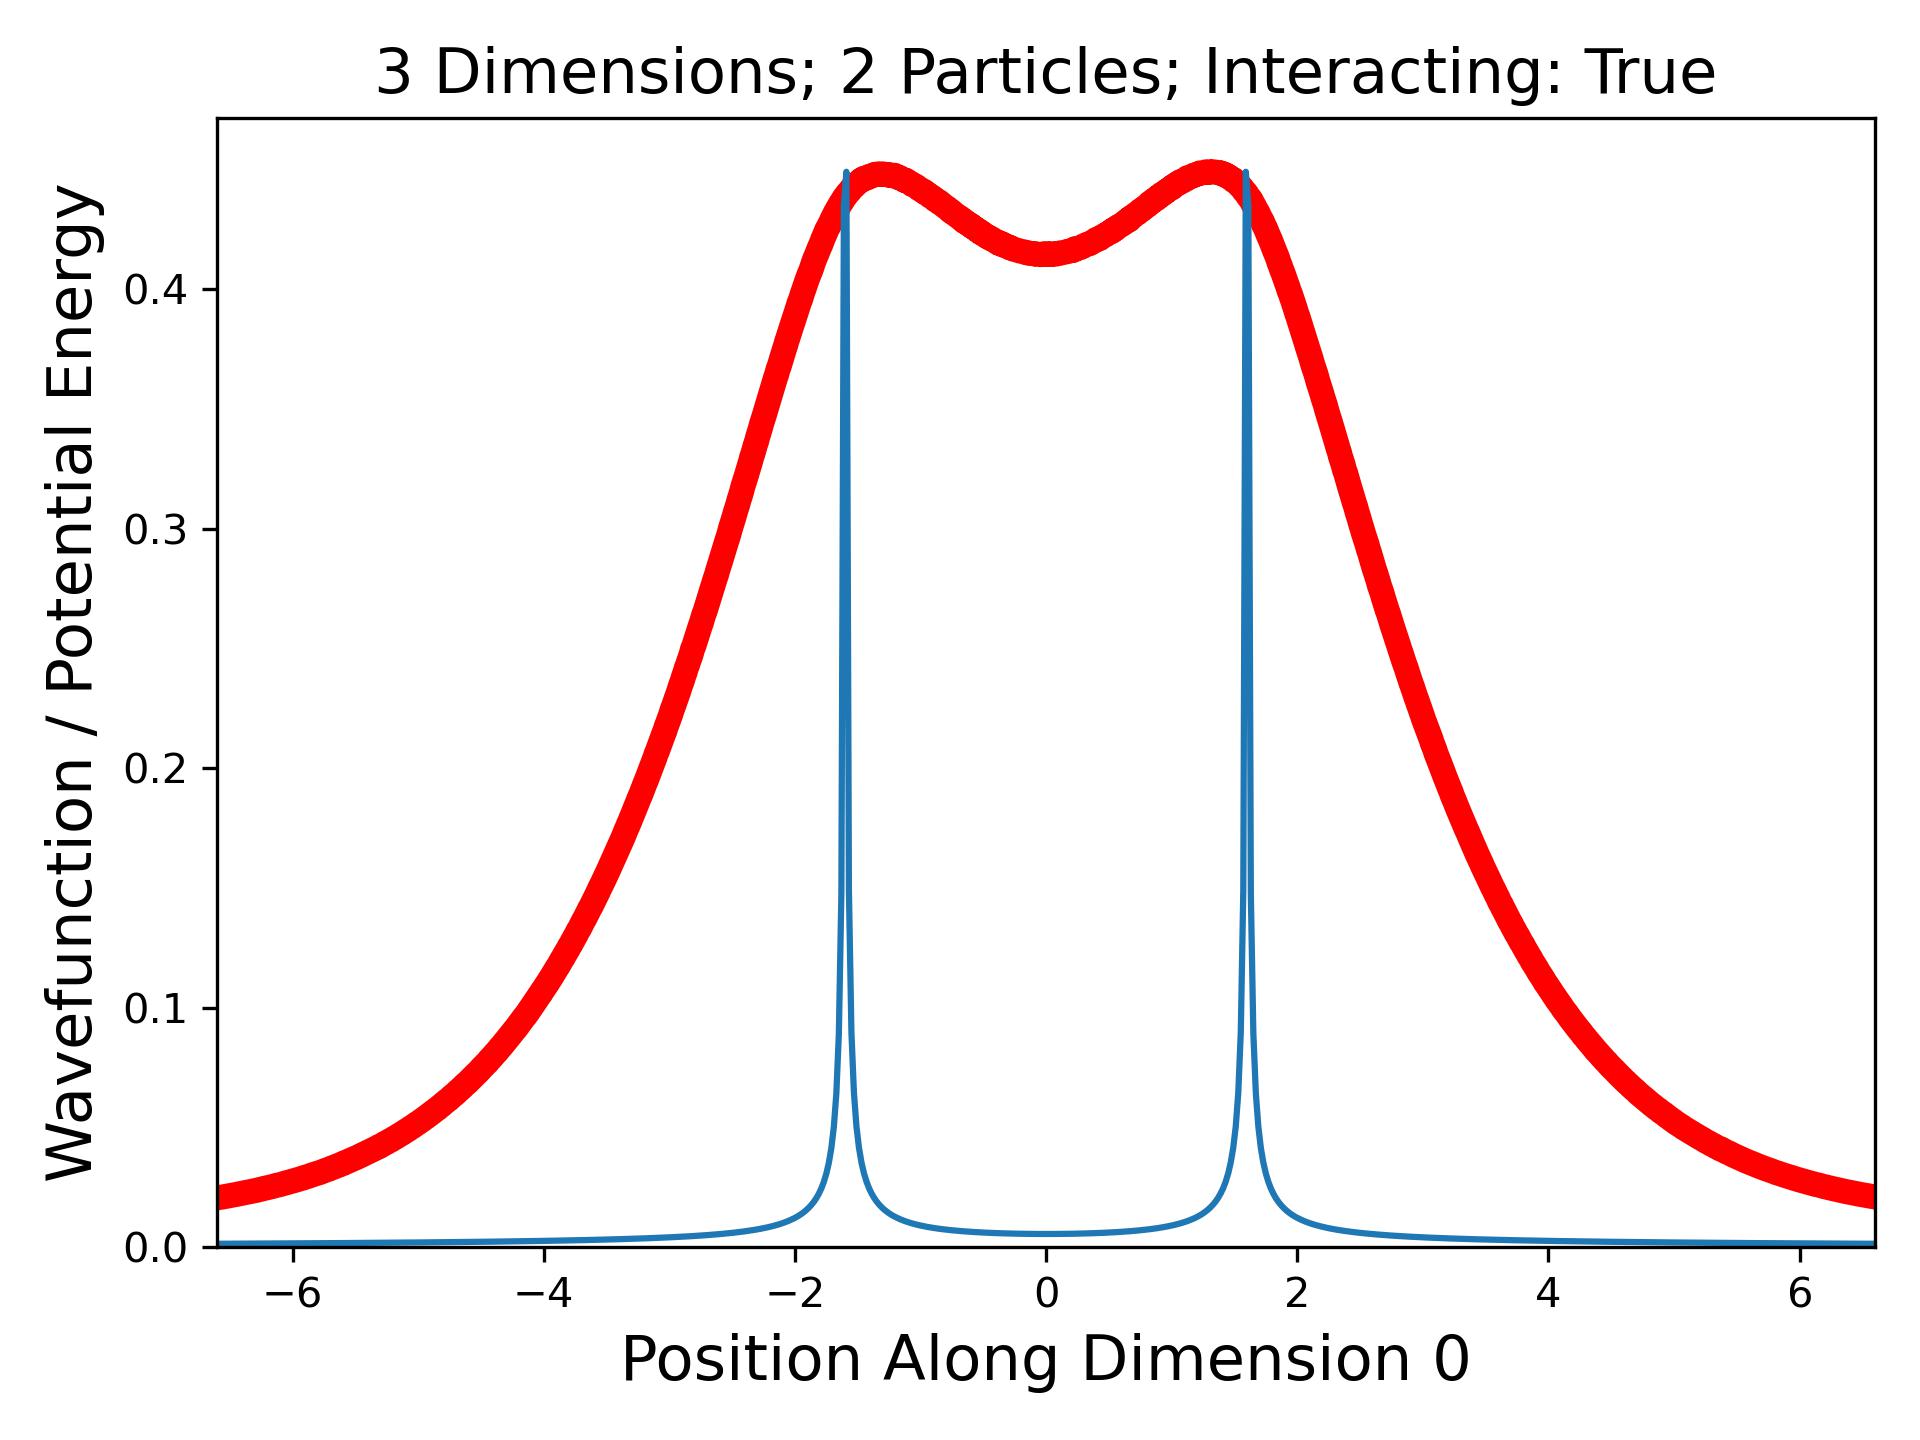 3 Dimensions; 2 Particles; Interacting: True
Wavefunction / Potential Energy
0.4
0.3
0.2
0.1
0.0
−6 −4 −2 0 2 4 6
Position Along Dimension 0